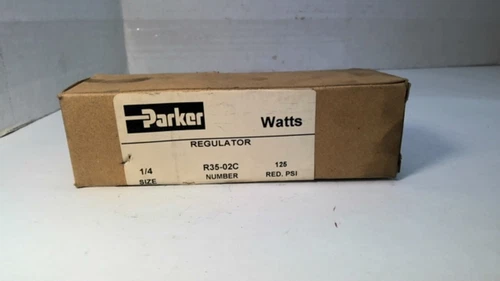 Parker Watts
REGULATOR
1/4 R35-02C 125
SIZE NUMBER RED. PSI